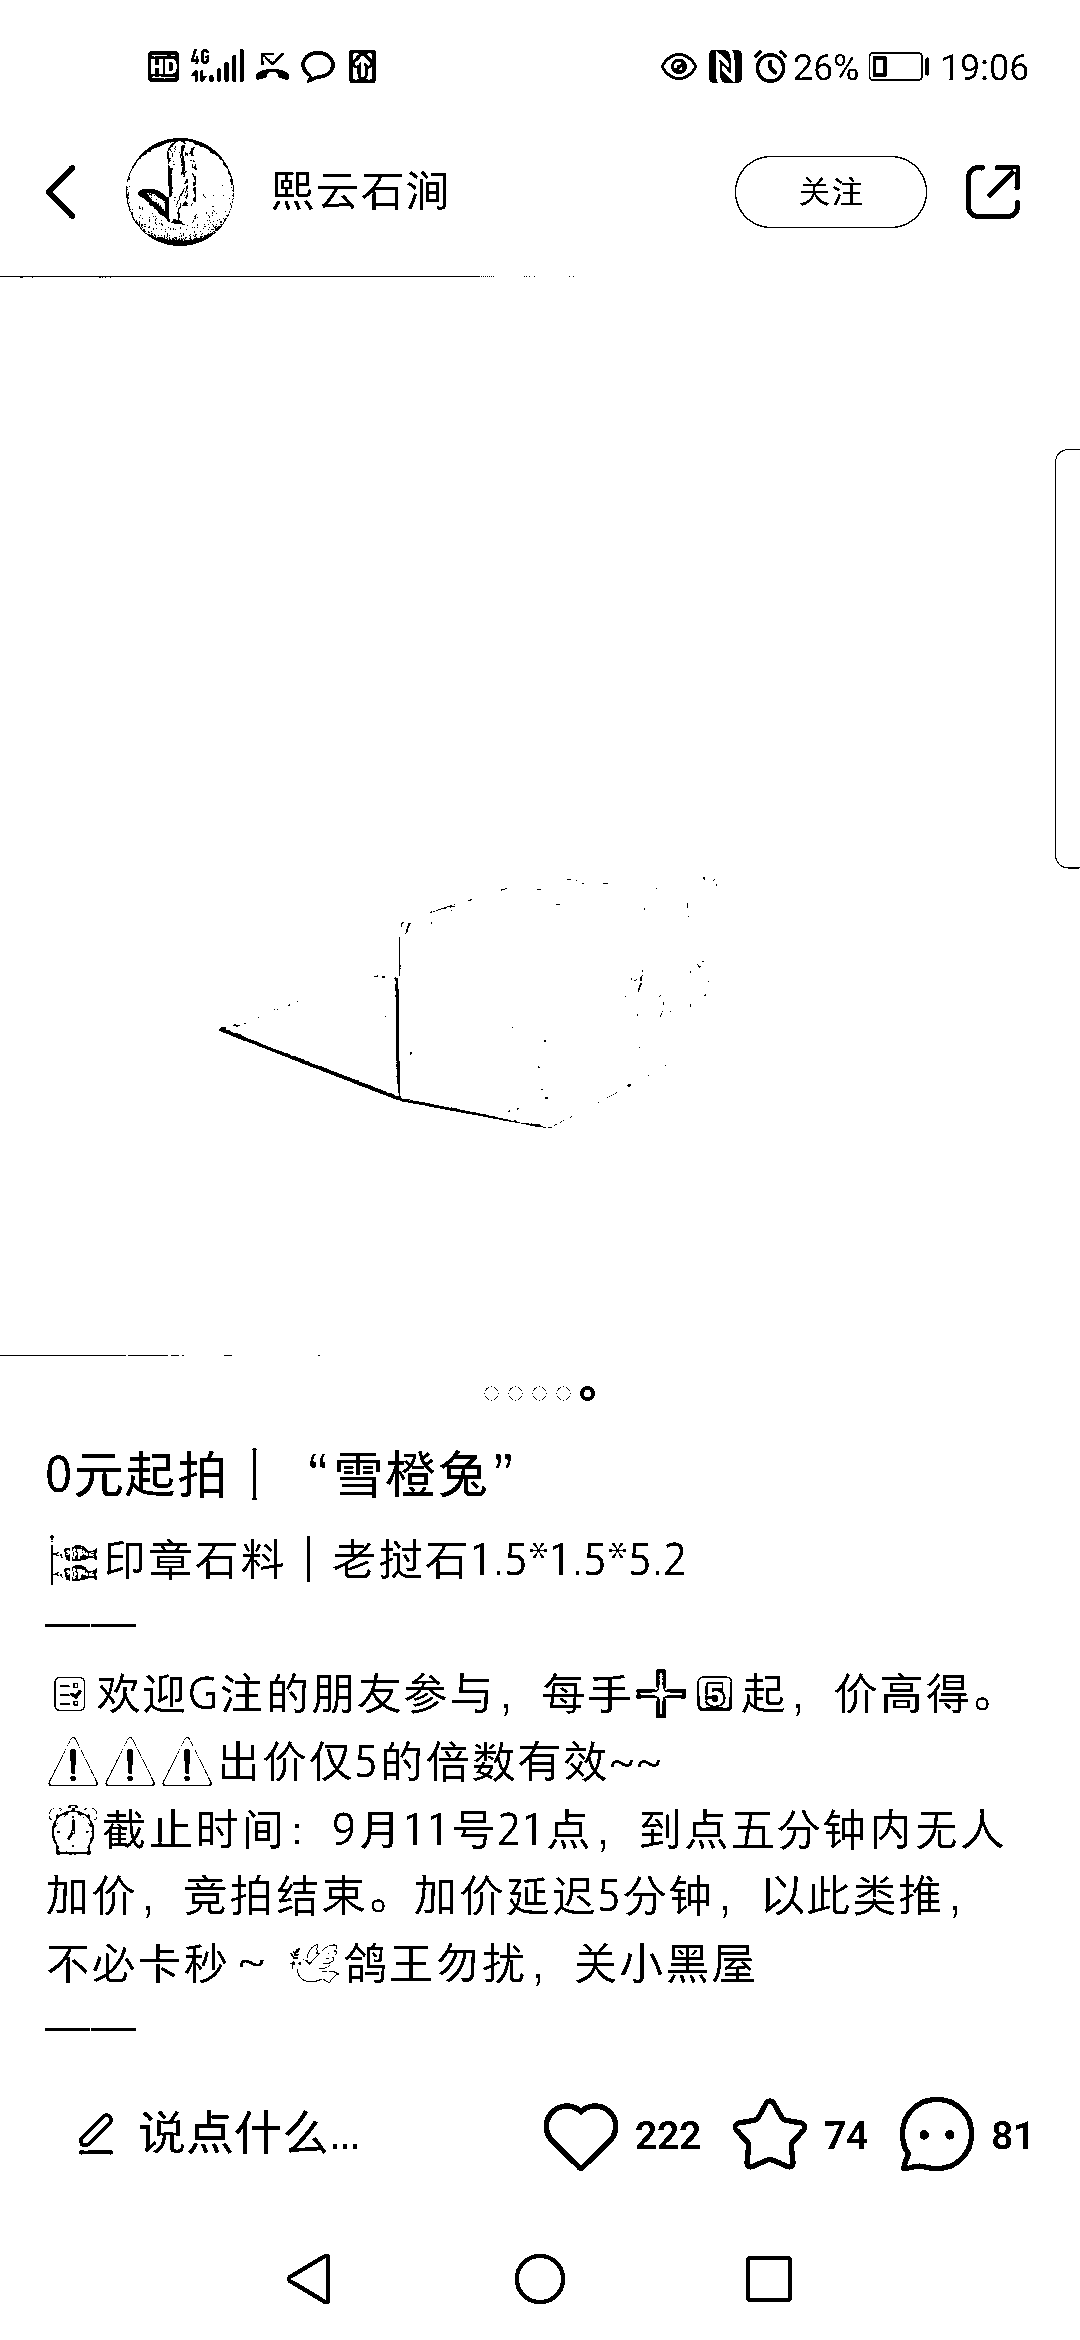 HD 4G 26% 19:06
熙云石涧 关注
0元起拍｜ “雪橙兔”
🎏印章石料｜老挝石1.5*1.5*5.2
——
欢迎G注的朋友参与，每手➕5️⃣起，价高得。
⚠️⚠️⚠️出价仅5的倍数有效~~
⏰截止时间：9月11号21点，到点五分钟内无人
加价，竞拍结束。加价延迟5分钟，以此类推，
不必卡秒～ 🕊鸽王勿扰，关小黑屋
——
说点什么... 222 74 81